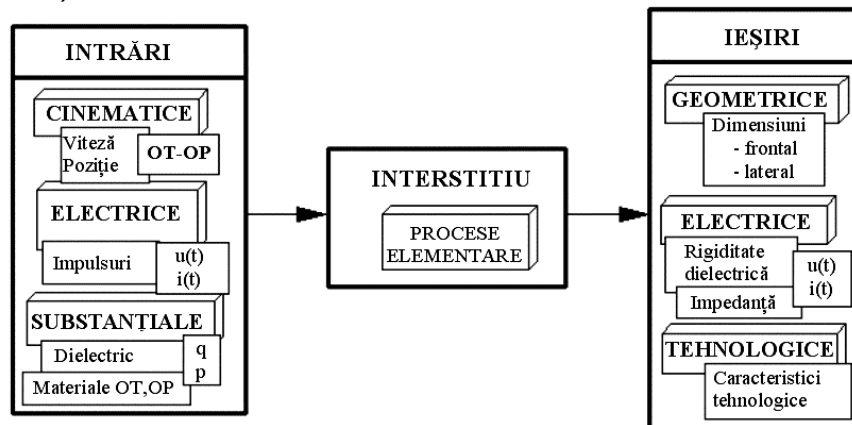 INTRĂRI
CINEMATICE
Viteză
Poziție
OT-OP
ELECTRICE
Impulsuri
u(t)
i(t)
SUBSTANȚIALE
Dielectric
q
p
Materiale OT,OP
INTERSTITIU
PROCESE
ELEMENTARE
IEȘIRI
GEOMETRICE
Dimensiuni
- frontal
- lateral
ELECTRICE
Rigiditate
dielectrică
u(t)
i(t)
Impedanță
TEHNOLOGICE
Caracteristici
tehnologice